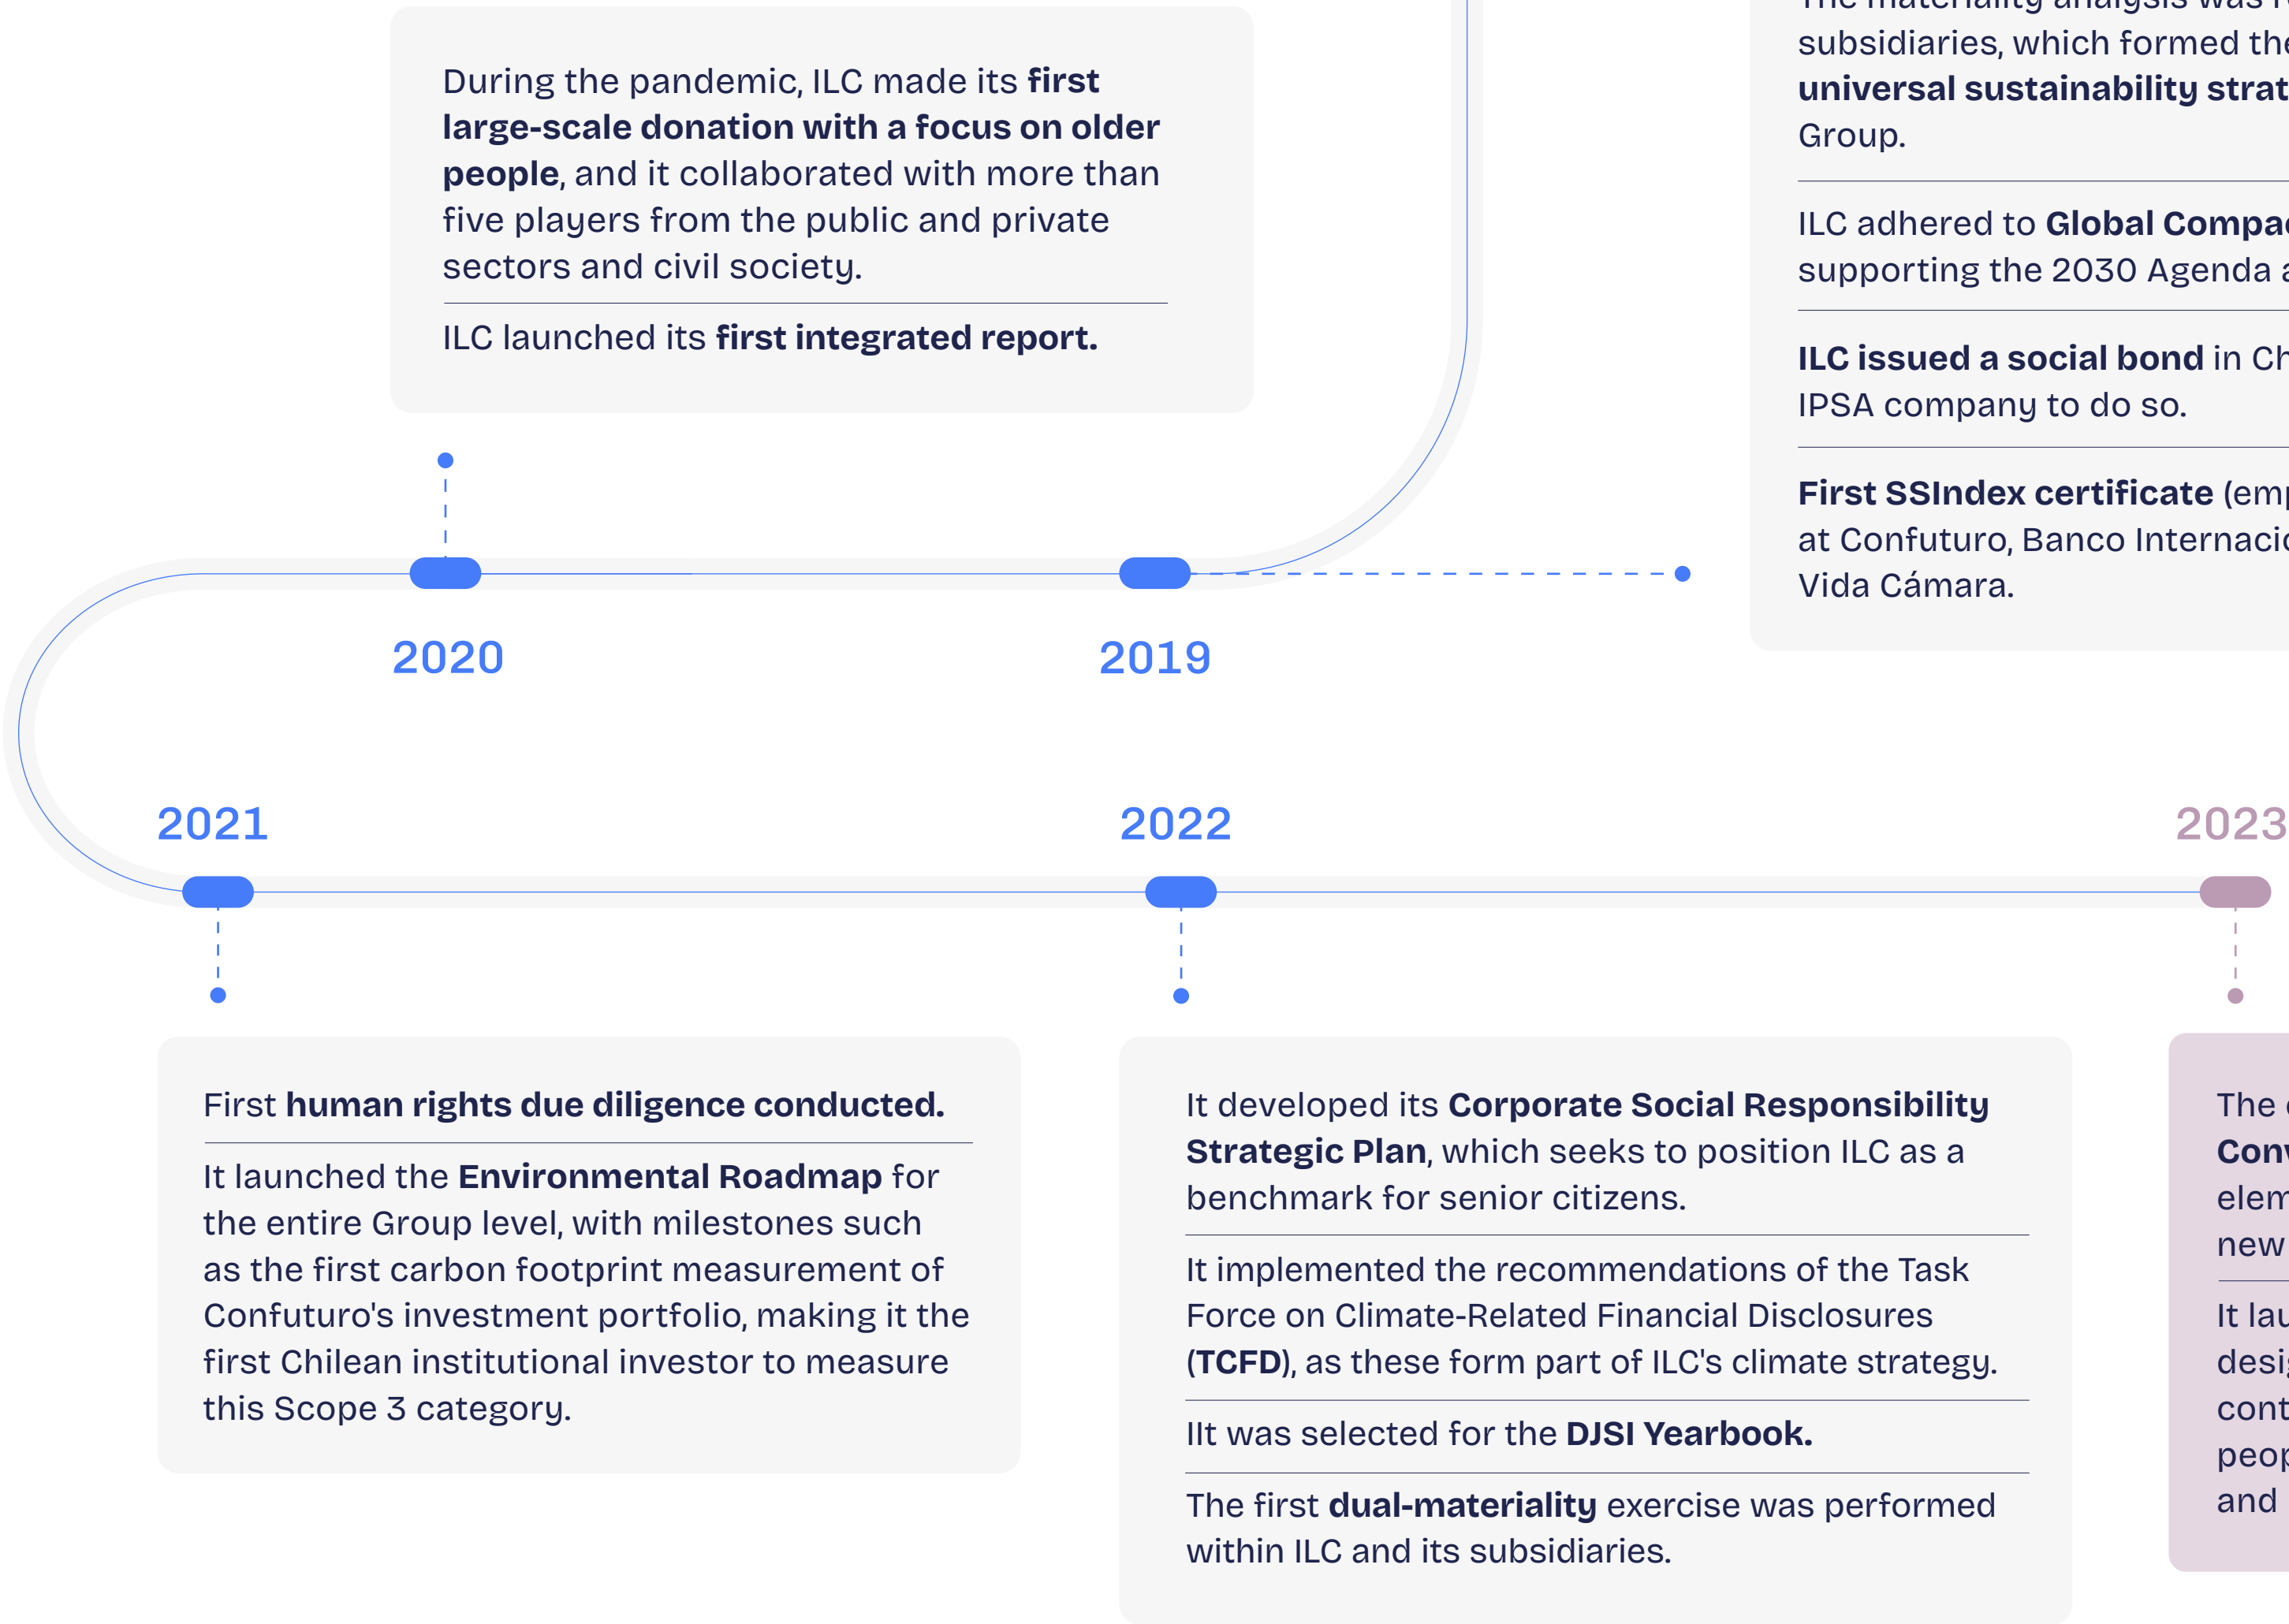 During the pandemic, ILC made its first
large-scale donation with a focus on older
people, and it collaborated with more than
five players from the public and private
sectors and civil society.
ILC launched its first integrated report.
The materiality analysis was
subsidiaries, which formed the
universal sustainability
Group.
ILC adhered to Global
supporting the 2030 Agenda
ILC issued a social bond in
IPSA company to do so.
First SSIndex certificate
at Confuturo, Banco
Vida Cámara.
2020
2019
2021
2022
2023
First human rights due diligence conducted.
It launched the Environmental Roadmap for
the entire Group level, with milestones such
as the first carbon footprint measurement of
Confuturo's investment portfolio, making it the
first Chilean institutional investor to measure
this Scope 3 category.
It developed its Corporate Social Responsibility
Strategic Plan, which seeks to position ILC as a
benchmark for senior citizens.
It implemented the recommendations of the Task
Force on Climate-Related Financial Disclosures
(TCFD), as these form part of ILC's climate strategy.
IIt was selected for the DJSI Yearbook.
The first dual-materiality exercise was performed
within ILC and its subsidiaries.
The
new
It
and